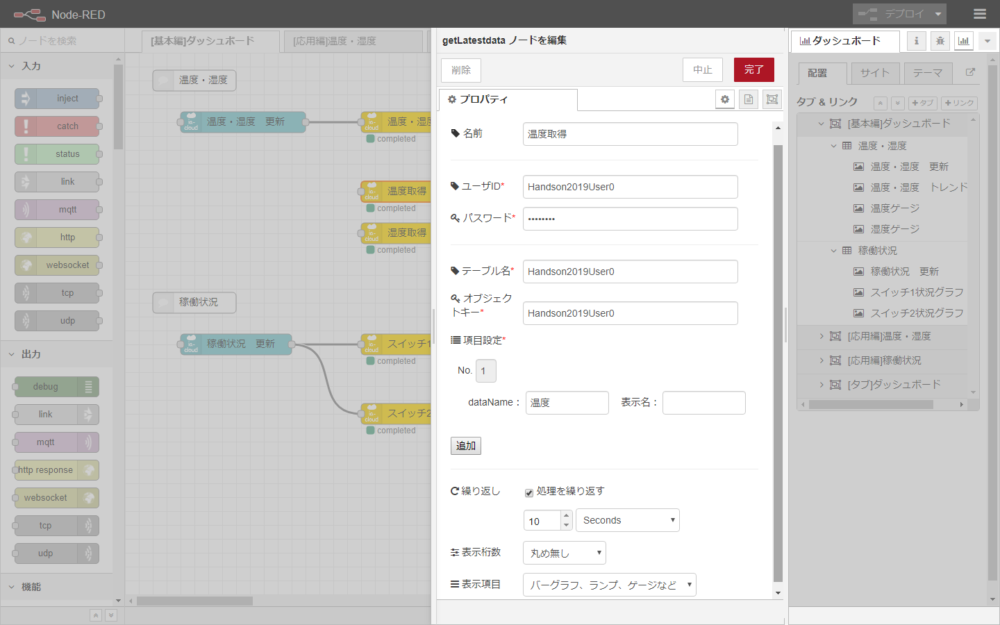 Node-RED
デプロイ
ノードを検索
入力
inject
catch
status
link
mqtt
http
websocket
tcp
udp
出力
debug
link
mqtt
http response
websocket
tcp
udp
機能
[基本編]ダッシュボード
[応用編]温度・湿度
温度・湿度
io-cloud
温度・湿度　更新
io-cloud
温度・湿度
completed
io-cloud
温度取得
completed
io-cloud
湿度取得
completed
稼働状況
io-cloud
稼働状況　更新
io-cloud
スイッチ1
completed
io-cloud
スイッチ2
completed
getLatestdata ノードを編集
削除
中止
完了
プロパティ
名前
温度取得
ユーザID*
Handson2019User0
パスワード*
••••••••
テーブル名*
Handson2019User0
オブジェク
トキー*
Handson2019User0
項目設定*
No. 1
dataName： 温度 表示名：
追加
繰り返し
処理を繰り返す
10 Seconds
表示桁数
丸め無し
表示項目
バーグラフ、ランプ、ゲージなど
ダッシュボード
配置
サイト
テーマ
タブ & リンク
タブ
リンク
[基本編]ダッシュボード
温度・湿度
温度・湿度　更新
温度・湿度　トレンド
温度ゲージ
湿度ゲージ
稼働状況
稼働状況　更新
スイッチ1状況グラフ
スイッチ2状況グラフ
[応用編]温度・湿度
[応用編]稼働状況
[タブ]ダッシュボード